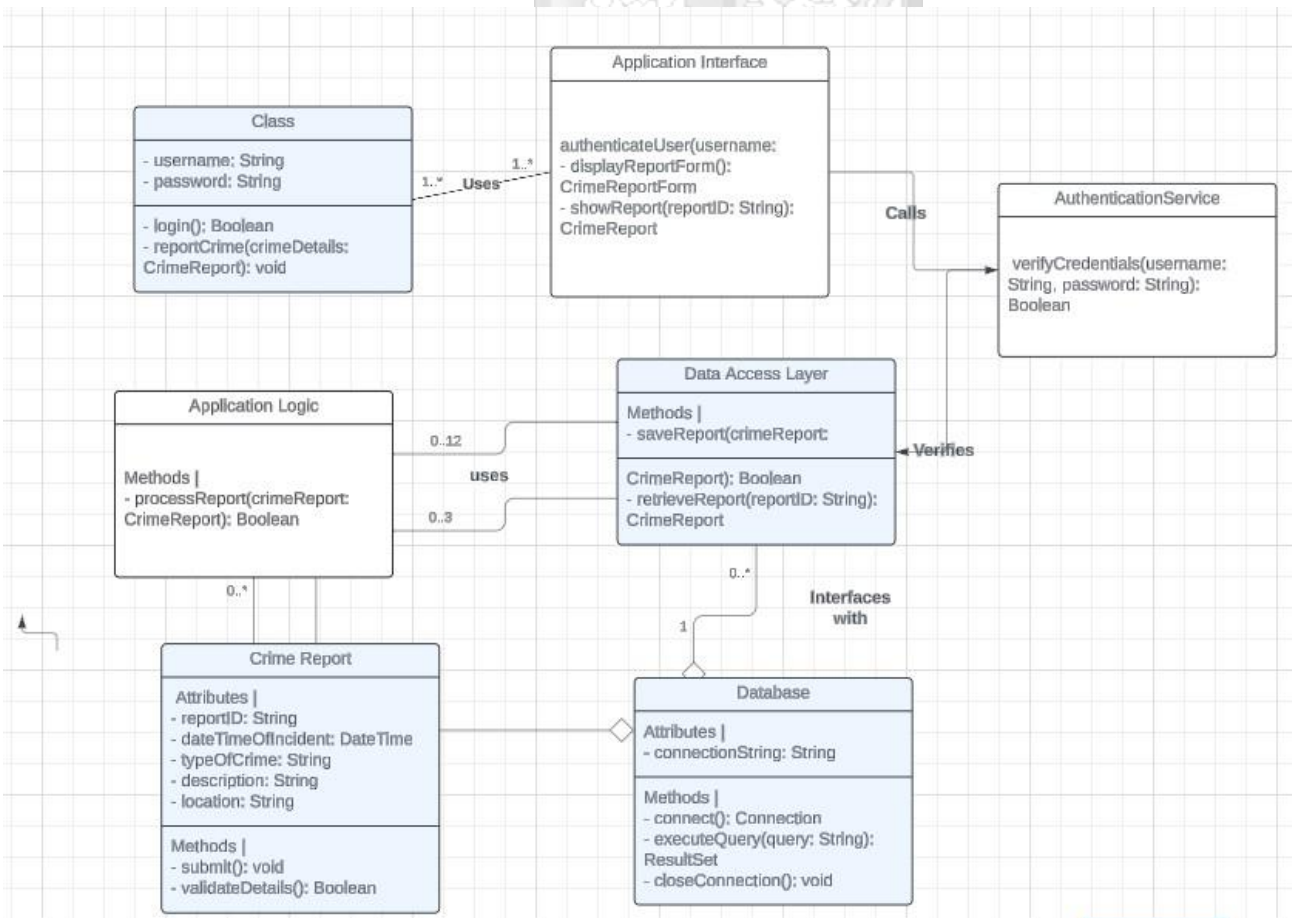 Application Interface
authenticateUser(username:
- displayReportForm():
CrimeReportForm
- showReport(reportID: String):
CrimeReport
Class
- username: String
- password: String
- login(): Boolean
- reportCrime(crimeDetails:
CrimeReport): void
1..*
Uses
1..*
Calls
AuthenticationService
verifyCredentials(username:
String, password: String):
Boolean
Data Access Layer
Methods |
- saveReport(crimeReport:
CrimeReport): Boolean
- retrieveReport(reportID: String):
CrimeReport
Verifies
Application Logic
Methods |
- processReport(crimeReport:
CrimeReport): Boolean
0..12
uses
0..3
0..*
0..*
Interfaces
with
1
Crime Report
Attributes |
- reportID: String
- dateTimeOfIncident: DateTime
- typeOfCrime: String
- description: String
- location: String
Methods |
- submit(): void
- validateDetails(): Boolean
Database
Attributes |
- connectionString: String
Methods |
- connect(): Connection
- executeQuery(query: String):
ResultSet
- closeConnection(): void